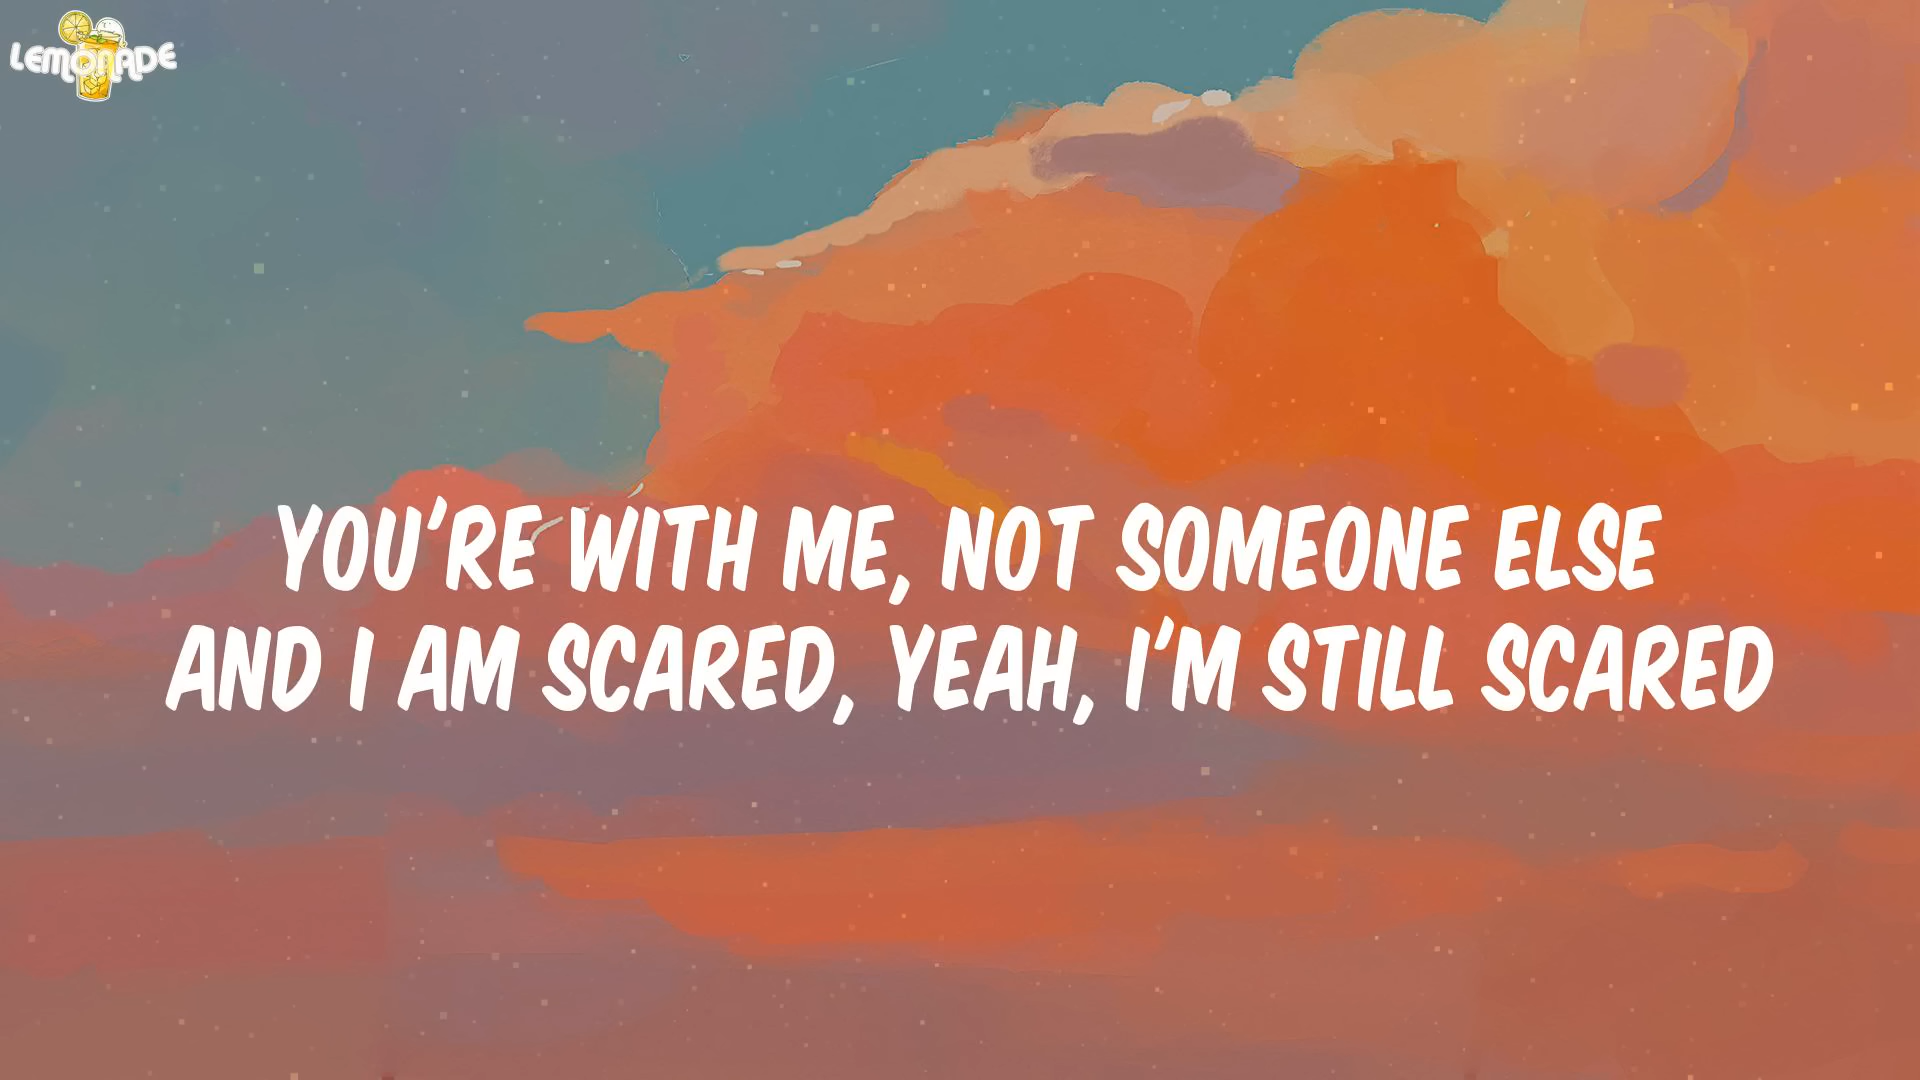 LEMONADE
YOU'RE WITH ME, NOT SOMEONE ELSE
AND I AM SCARED, YEAH, I'M STILL SCARED